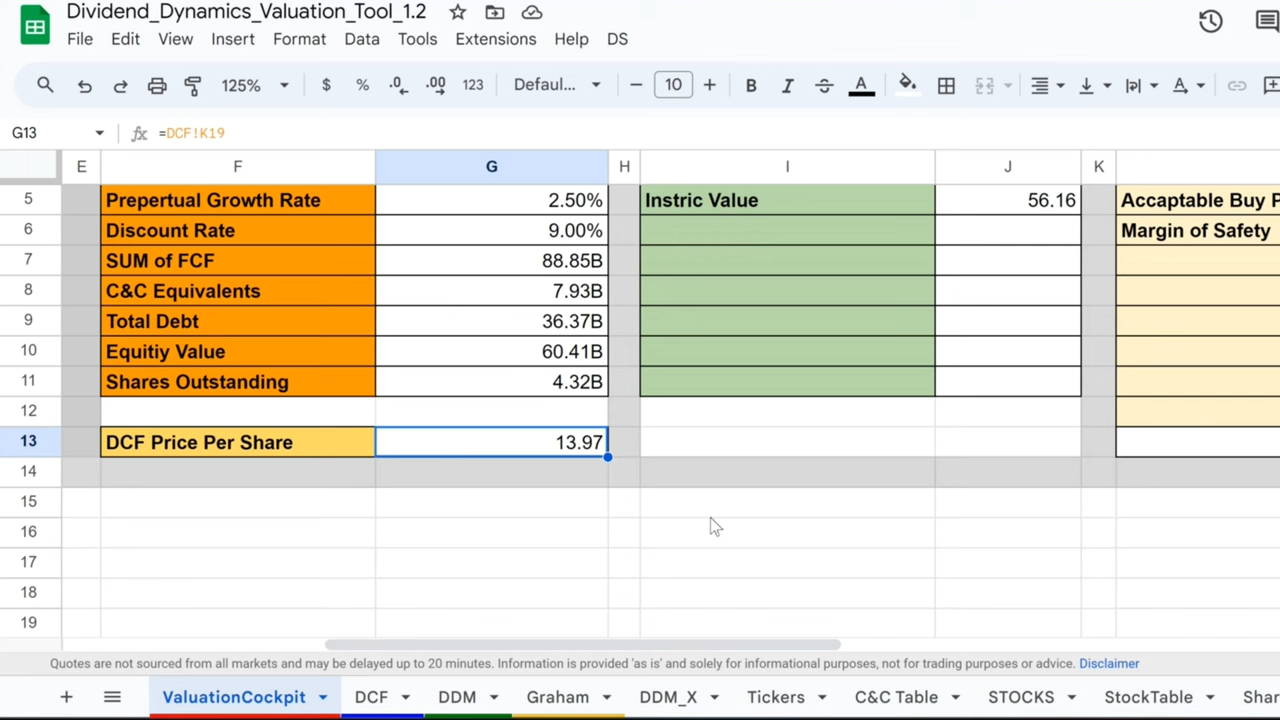 Dividend_Dynamics_Valuation_Tool_1.2
File Edit View Insert Format Data Tools Extensions Help DS
125% $ % .0 .00 123 Defaul... − 10 + B I S A A
G13 fx =DCF!K19
E F G H I J K
5 Prepertual Growth Rate 2.50% Instric Value 56.16 Accaptable Buy P
6 Discount Rate 9.00% Margin of Safety
7 SUM of FCF 88.85B
8 C&C Equivalents 7.93B
9 Total Debt 36.37B
10 Equitiy Value 60.41B
11 Shares Outstanding 4.32B
12
13 DCF Price Per Share 13.97
14
15
16
17
18
19
Quotes are not sourced from all markets and may be delayed up to 20 minutes. Information is provided 'as is' and solely for informational purposes, not for trading purposes or advice. Disclaimer
+ ValuationCockpit DCF DDM Graham DDM_X Tickers C&C Table STOCKS StockTable Shar